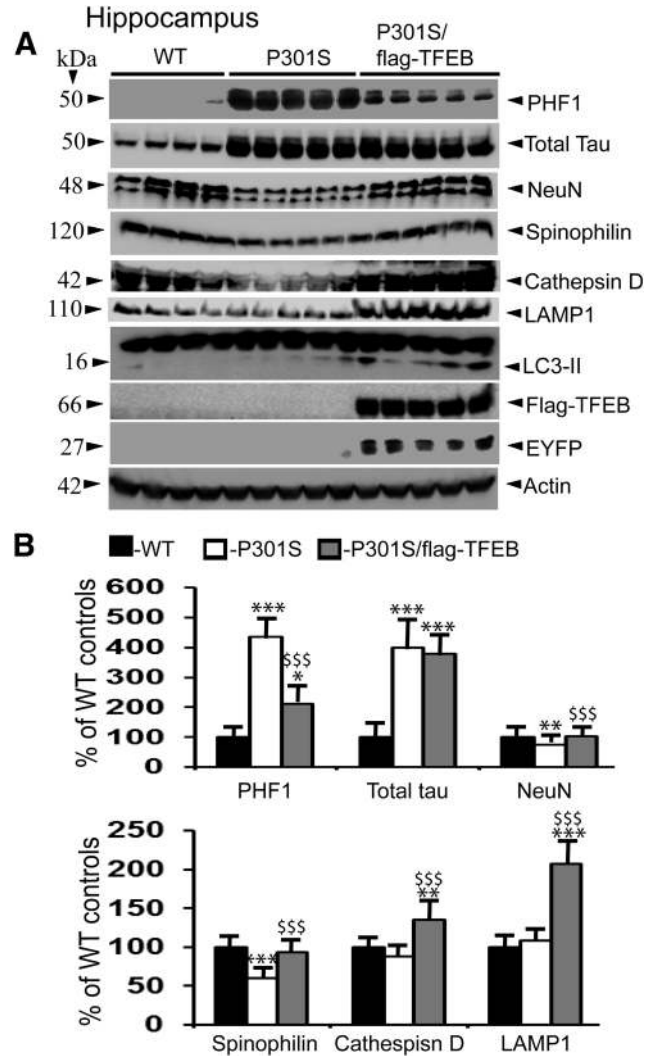 Hippocampus
A
kDa
WT
P301S
P301S/
flag-TFEB
50
PHF1
50
Total Tau
48
NeuN
120
Spinophilin
42
Cathepsin D
110
LAMP1
16
LC3-II
66
Flag-TFEB
27
EYFP
42
Actin
B
-WT -P301S -P301S/flag-TFEB
% of WT controls
600
500
400
300
200
100
0
***
$$$
*
***
***
**
$$$
PHF1 Total tau NeuN
% of WT controls
250
200
150
100
50
0
***
$$$
$$$
**
$$$
***
Spinophilin Cathespisn D LAMP1